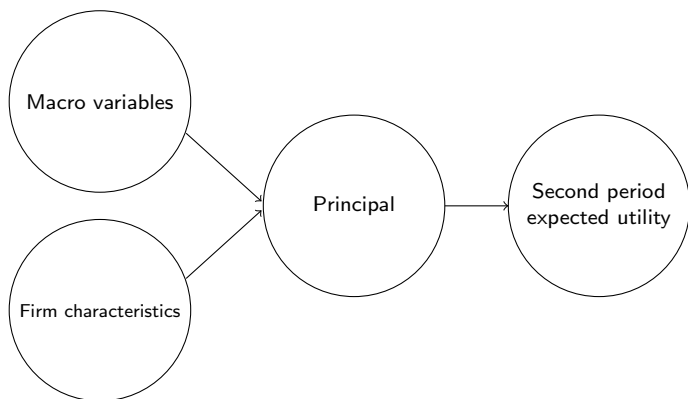 Macro variables
Firm characteristics
Principal
Second period
expected utility